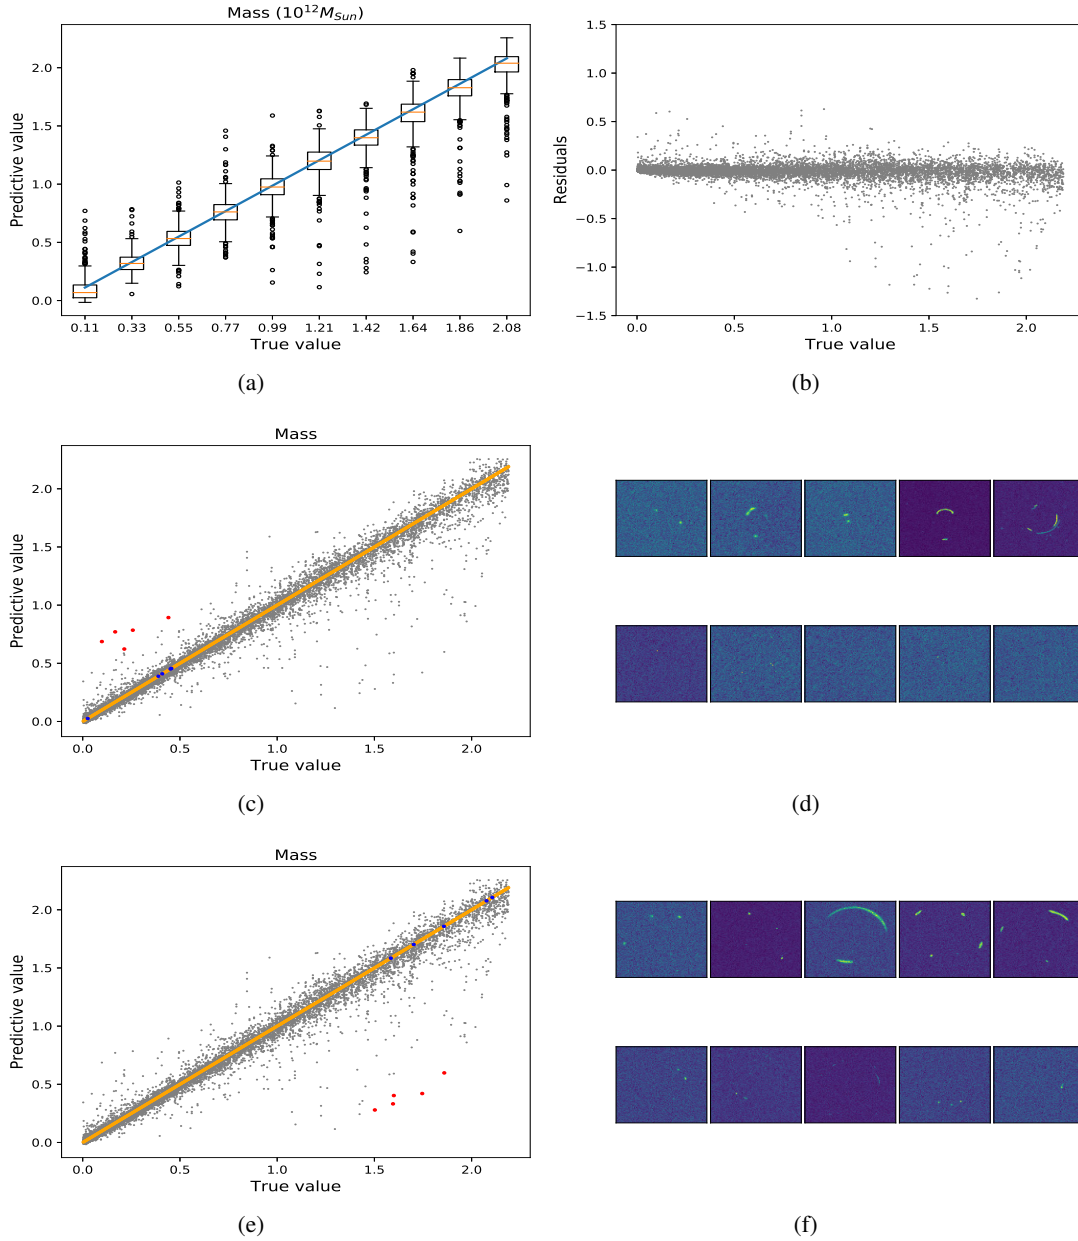 Mass (10^12 M_Sun)
Predictive value
2.0
1.5
1.0
0.5
0.0
0.11 0.33 0.55 0.77 0.99 1.21 1.42 1.64 1.86 2.08
True value
(a)
Residuals
1.5
1.0
0.5
0.0
−0.5
−1.0
−1.5
0.0 0.5 1.0 1.5 2.0
True value
(b)
Mass
Predictive value
2.0
1.5
1.0
0.5
0.0
0.0 0.5 1.0 1.5 2.0
True value
(c)
(d)
Mass
Predictive value
2.0
1.5
1.0
0.5
0.0
0.0 0.5 1.0 1.5 2.0
True value
(e)
(f)